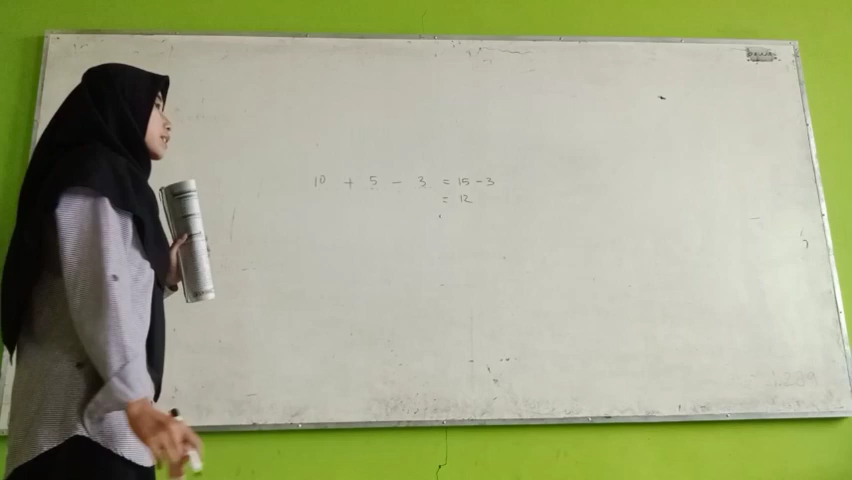 10 + 5 - 3 = 15 - 3
= 12